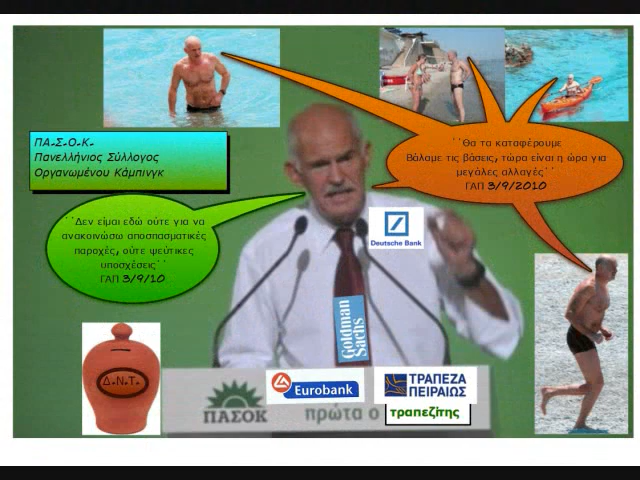 ΠΑ.Σ.Ο.Κ.
Πανελλήνιος Σύλλογος
Οργανωμένου Κάμπινγκ
΄΄Θα τα καταφέρουμε
Βάλαμε τις βάσεις, τώρα είναι η ώρα για
μεγάλες αλλαγές΄΄
ΓΑΠ 3/9/2010
΄΄Δεν είμαι εδώ ούτε για να
ανακοινώσω αποσπασματικές
παροχές, ούτε ψεύτικες
υποσχέσεις΄΄
ΓΑΠ 3/9/10
Deutsche Bank
Goldman
Sachs
Δ.Ν.Τ.
ΠΑΣΟΚ
Eurobank
ΤΡΑΠΕΖΑ
ΠΕΙΡΑΙΩΣ
πρώτα ο τραπεζίτης